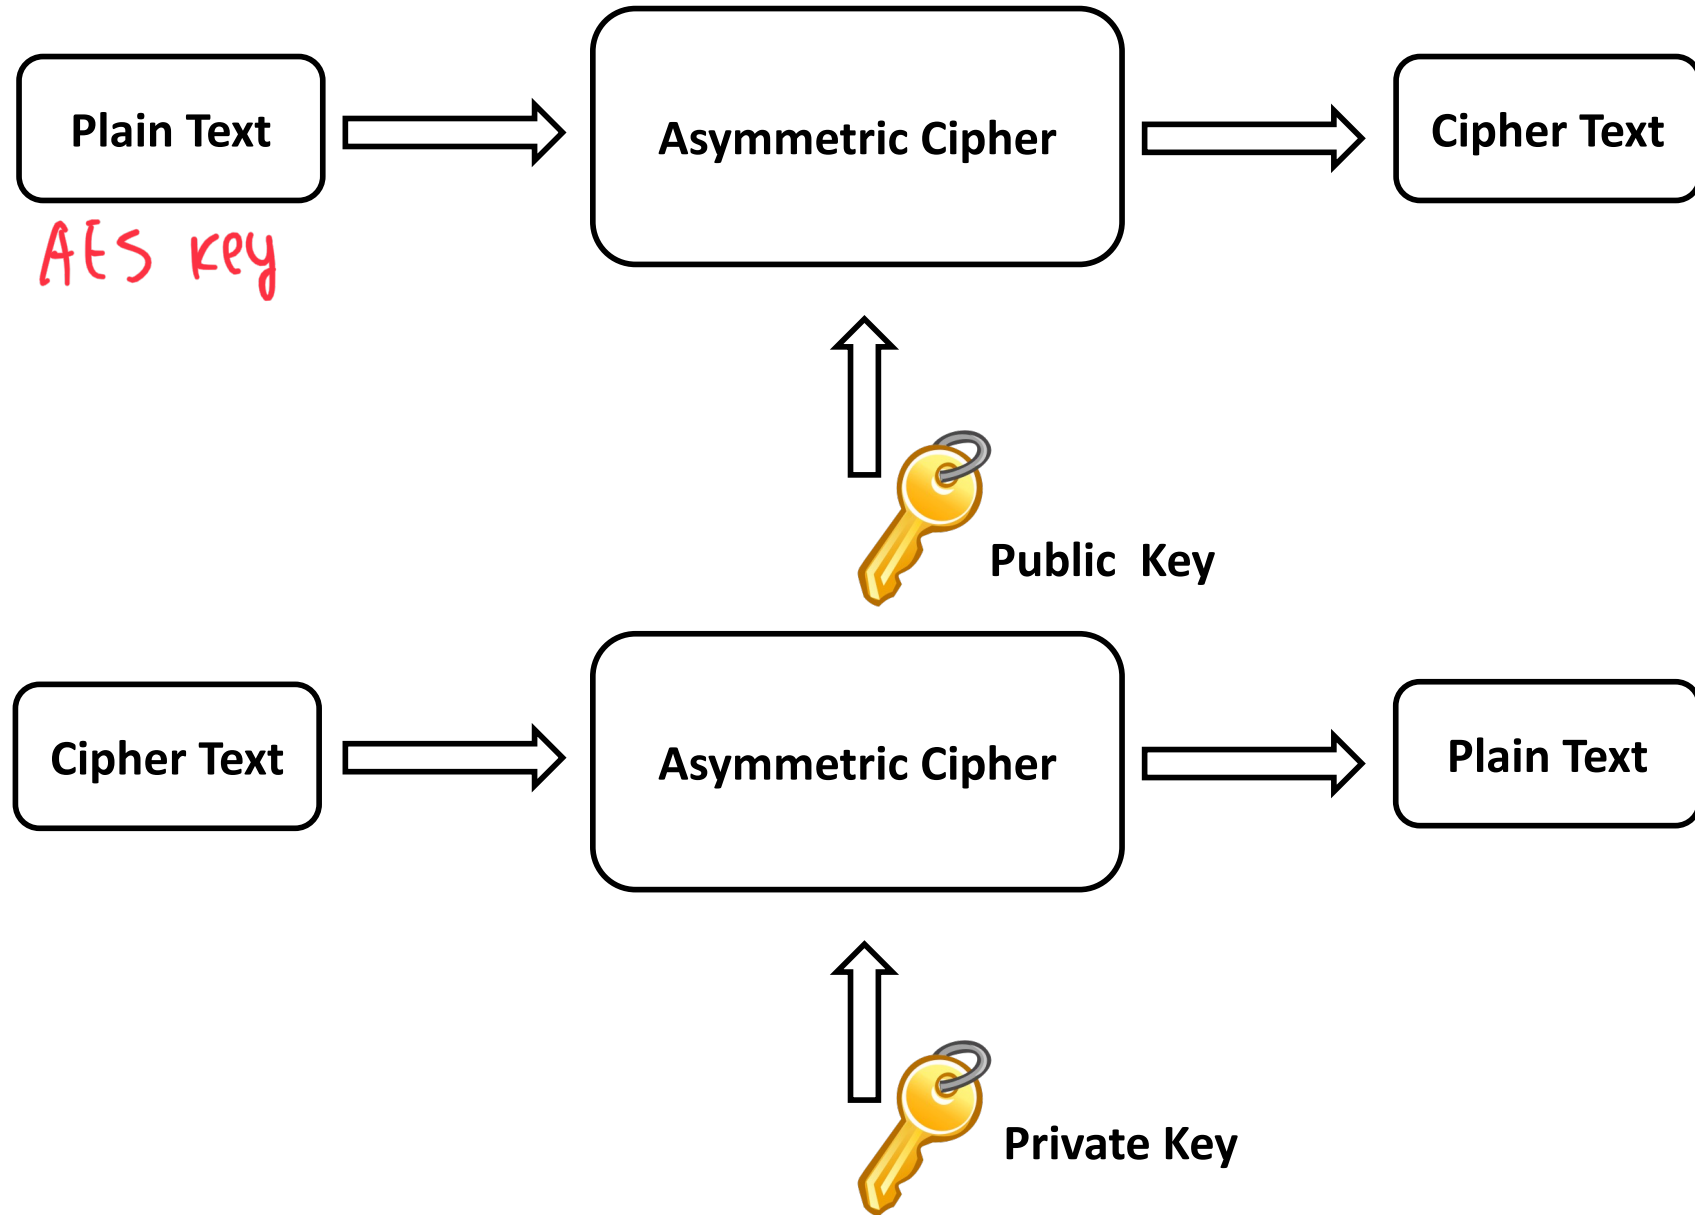 Plain Text
Asymmetric Cipher
Cipher Text
AES key
Public Key
Cipher Text
Asymmetric Cipher
Plain Text
Private Key